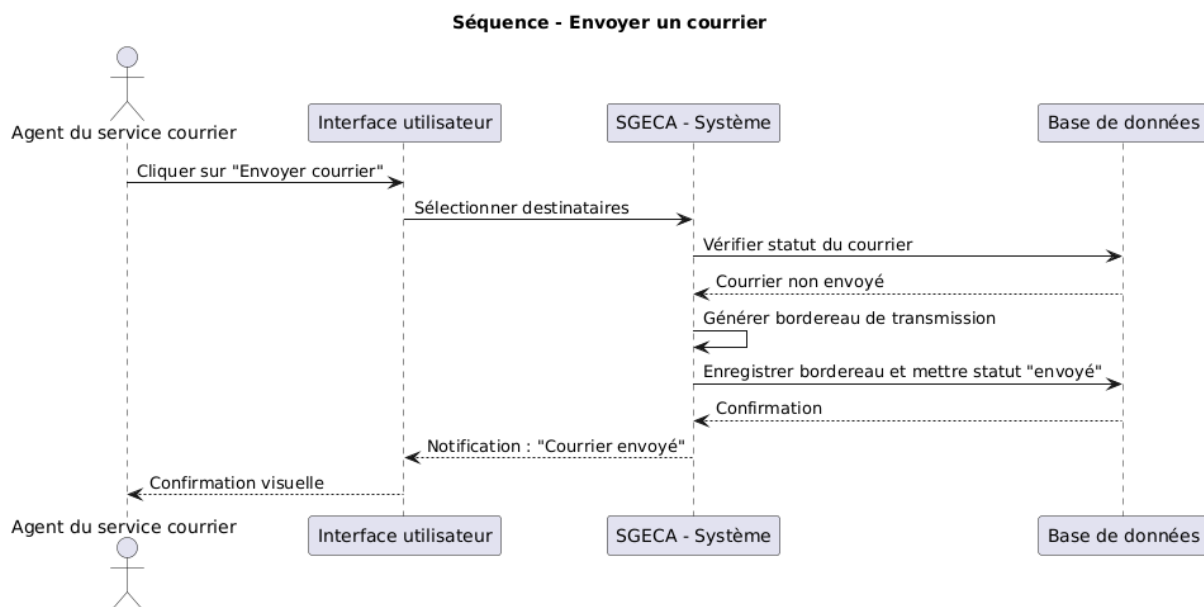 Séquence - Envoyer un courrier
Agent du service courrier
Interface utilisateur
SGECA - Système
Base de données
Cliquer sur "Envoyer courrier"
Sélectionner destinataires
Vérifier statut du courrier
Courrier non envoyé
Générer bordereau de transmission
Enregistrer bordereau et mettre statut "envoyé"
Confirmation
Notification : "Courrier envoyé"
Confirmation visuelle
Agent du service courrier
Interface utilisateur
SGECA - Système
Base de données